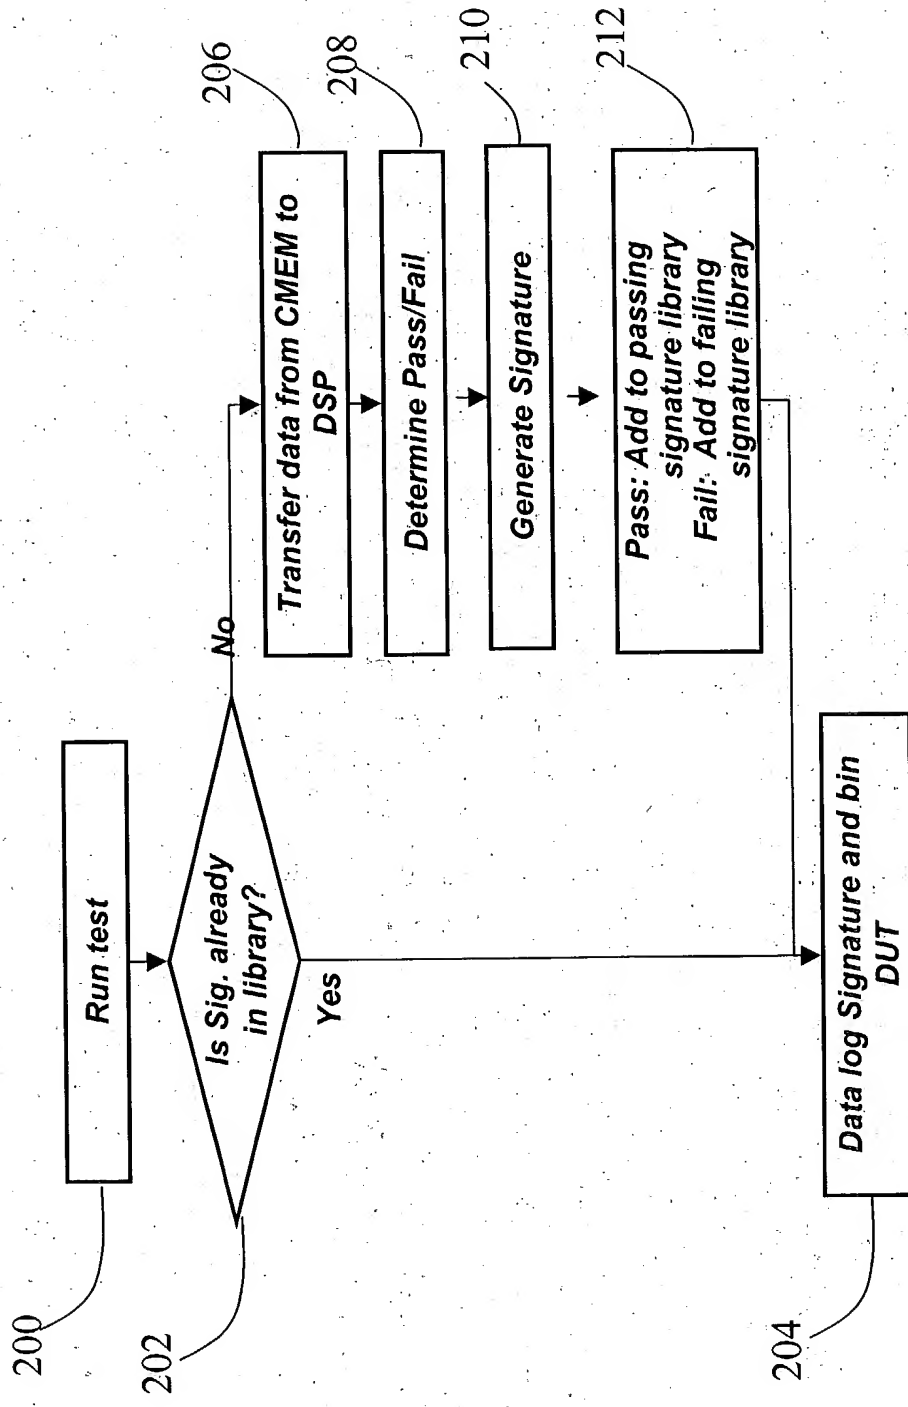 200
Run test
202
Is Sig. already
in library?
No
Yes
206
Transfer data from CMEM to
DSP
208
Determine Pass/Fail
210
Generate Signature
212
Pass: Add to passing
signature library
Fail: Add to failing
signature library
204
Data log Signature and bin
DUT